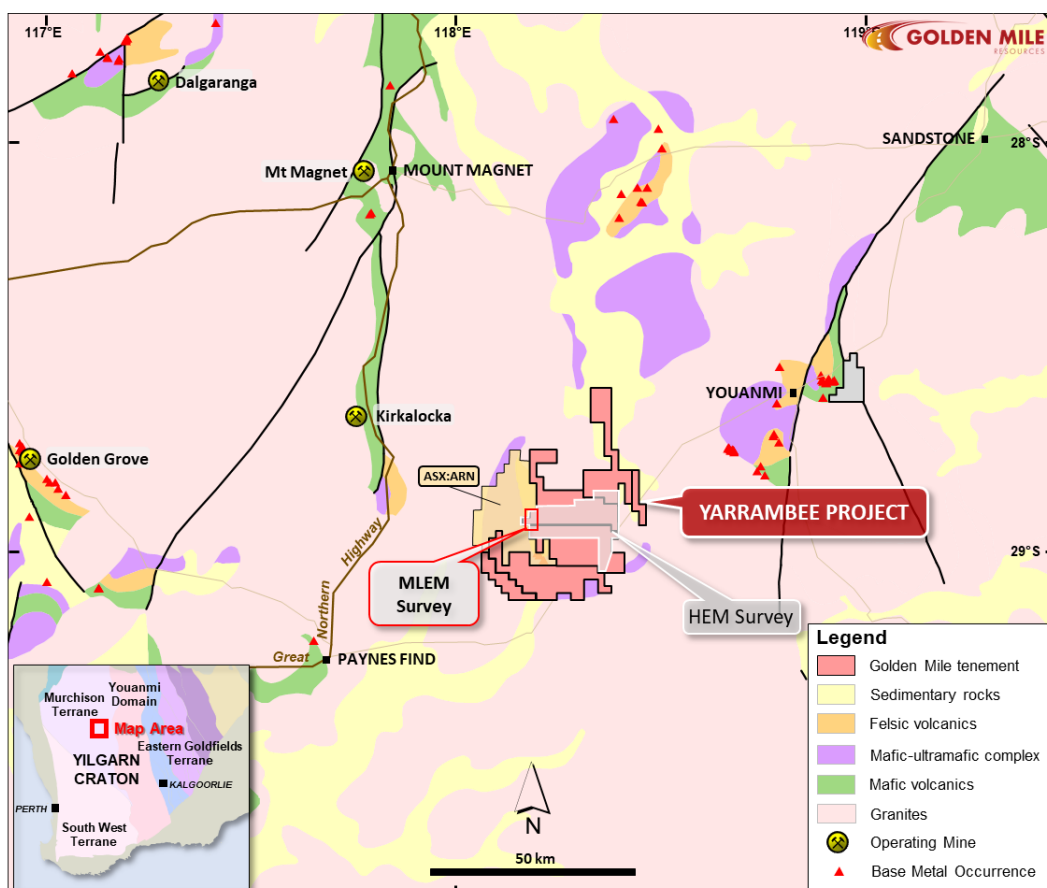 117°E
118°E
119°E
GOLDEN MILE
RESOURCES
Dalgaranga
SANDSTONE
28°S
Mt Magnet
MOUNT MAGNET
YOUANMI
Kirkalocka
Golden Grove
ASX:ARN
YARRAMBEE PROJECT
Highway
29°S
MLEM
Survey
HEM Survey
Northern
Great
PAYNES FIND
Legend
Golden Mile tenement
Sedimentary rocks
Felsic volcanics
Mafic-ultramafic complex
Mafic volcanics
Granites
Operating Mine
Base Metal Occurrence
Murchison
Terrane
Youanmi
Domain
Map Area
Eastern Goldfields
Terrane
YILGARN
CRATON
KALGOORLIE
PERTH
South West
Terrane
N
50 km